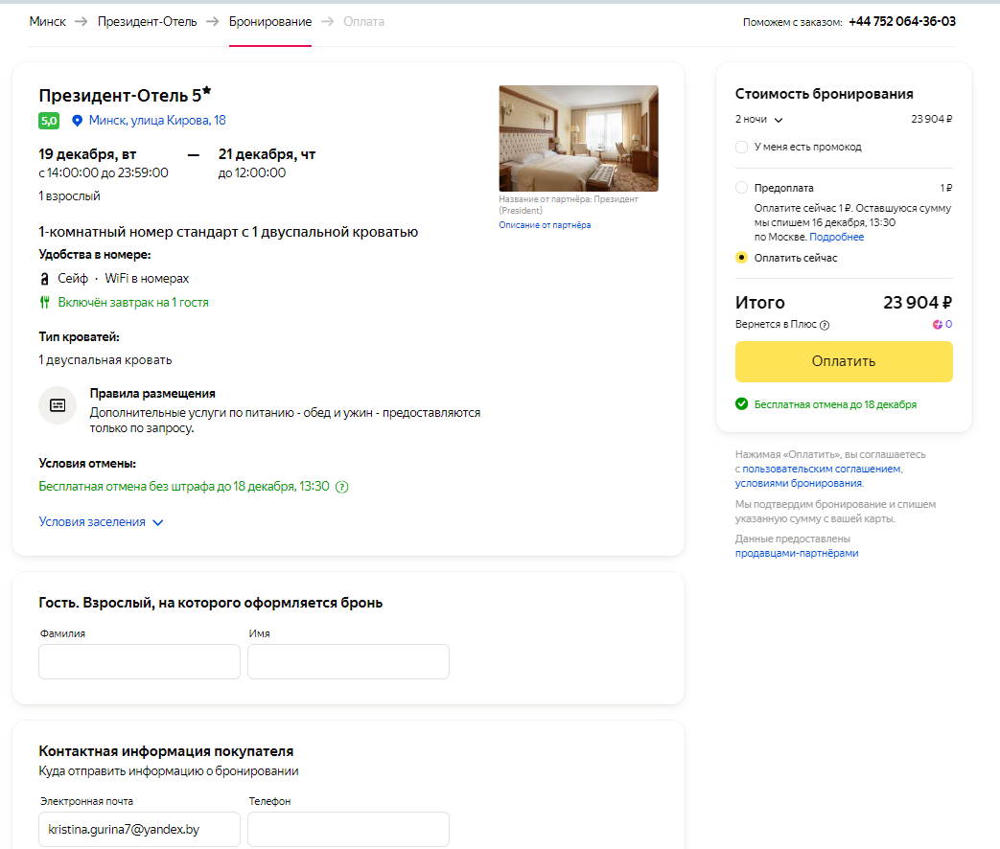 Минск → Президент-Отель → Бронирование → Оплата
Поможем с заказом: +44 752 064-36-03
Президент-Отель 5★
5,0 Минск, улица Кирова, 18
19 декабря, вт — 21 декабря, чт
с 14:00:00 до 23:59:00 до 12:00:00
1 взрослый
Название от партнёра: Президент
(President)
Описание от партнёра
1-комнатный номер стандарт с 1 двуспальной кроватью
Удобства в номере:
Сейф · WiFi в номерах
Включён завтрак на 1 гостя
Тип кроватей:
1 двуспальная кровать
Правила размещения
Дополнительные услуги по питанию - обед и ужин - предоставляются
только по запросу.
Условия отмены:
Бесплатная отмена без штрафа до 18 декабря, 13:30 ?
Условия заселения
Гость. Взрослый, на которого оформляется бронь
Фамилия Имя
Контактная информация покупателя
Куда отправить информацию о бронировании
Электронная почта Телефон
kristina.gurina7@yandex.by
Стоимость бронирования
2 ночи 23 904 ₽
У меня есть промокод
Предоплата 1 ₽
Оплатите сейчас 1 ₽. Оставшуюся сумму
мы спишем 16 декабря, 13:30
по Москве. Подробнее
Оплатить сейчас
Итого 23 904 ₽
Вернется в Плюс ? 0
Оплатить
Бесплатная отмена до 18 декабря
Нажимая «Оплатить», вы соглашаетесь
с пользовательским соглашением,
условиями бронирования.
Мы подтвердим бронирование и спишем
указанную сумму с вашей карты.
Данные предоставлены
продавцами-партнёрами